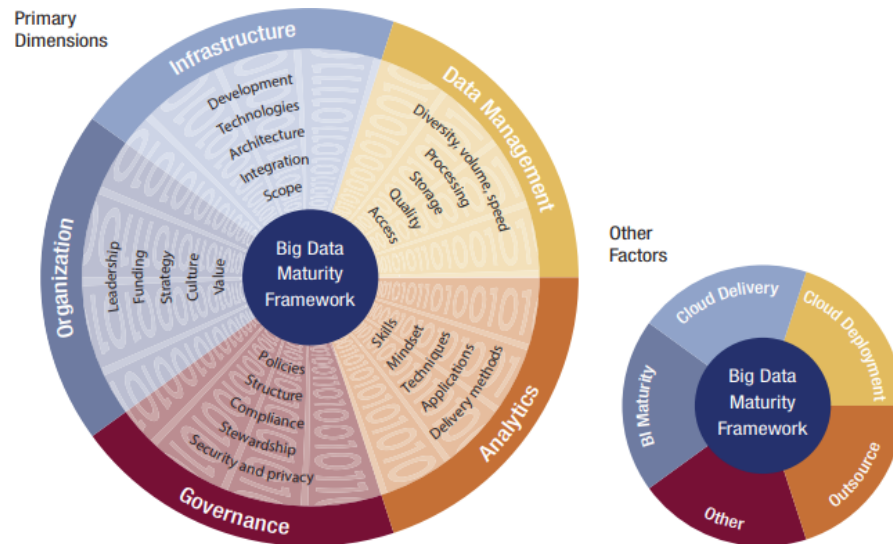 Primary
Dimensions
Infrastructure
Development
Technologies
Architecture
Integration
Scope
Data Management
Diversity, volume, speed
Processing
Storage
Quality
Access
Organization
Leadership
Funding
Strategy
Culture
Value
Big Data
Maturity
Framework
Skills
Mindset
Techniques
Applications
Delivery methods
Analytics
Policies
Structure
Compliance
Stewardship
Security and privacy
Governance
Other
Factors
Cloud Delivery
Cloud Deployment
BI Maturity
Big Data
Maturity
Framework
Outsource
Other